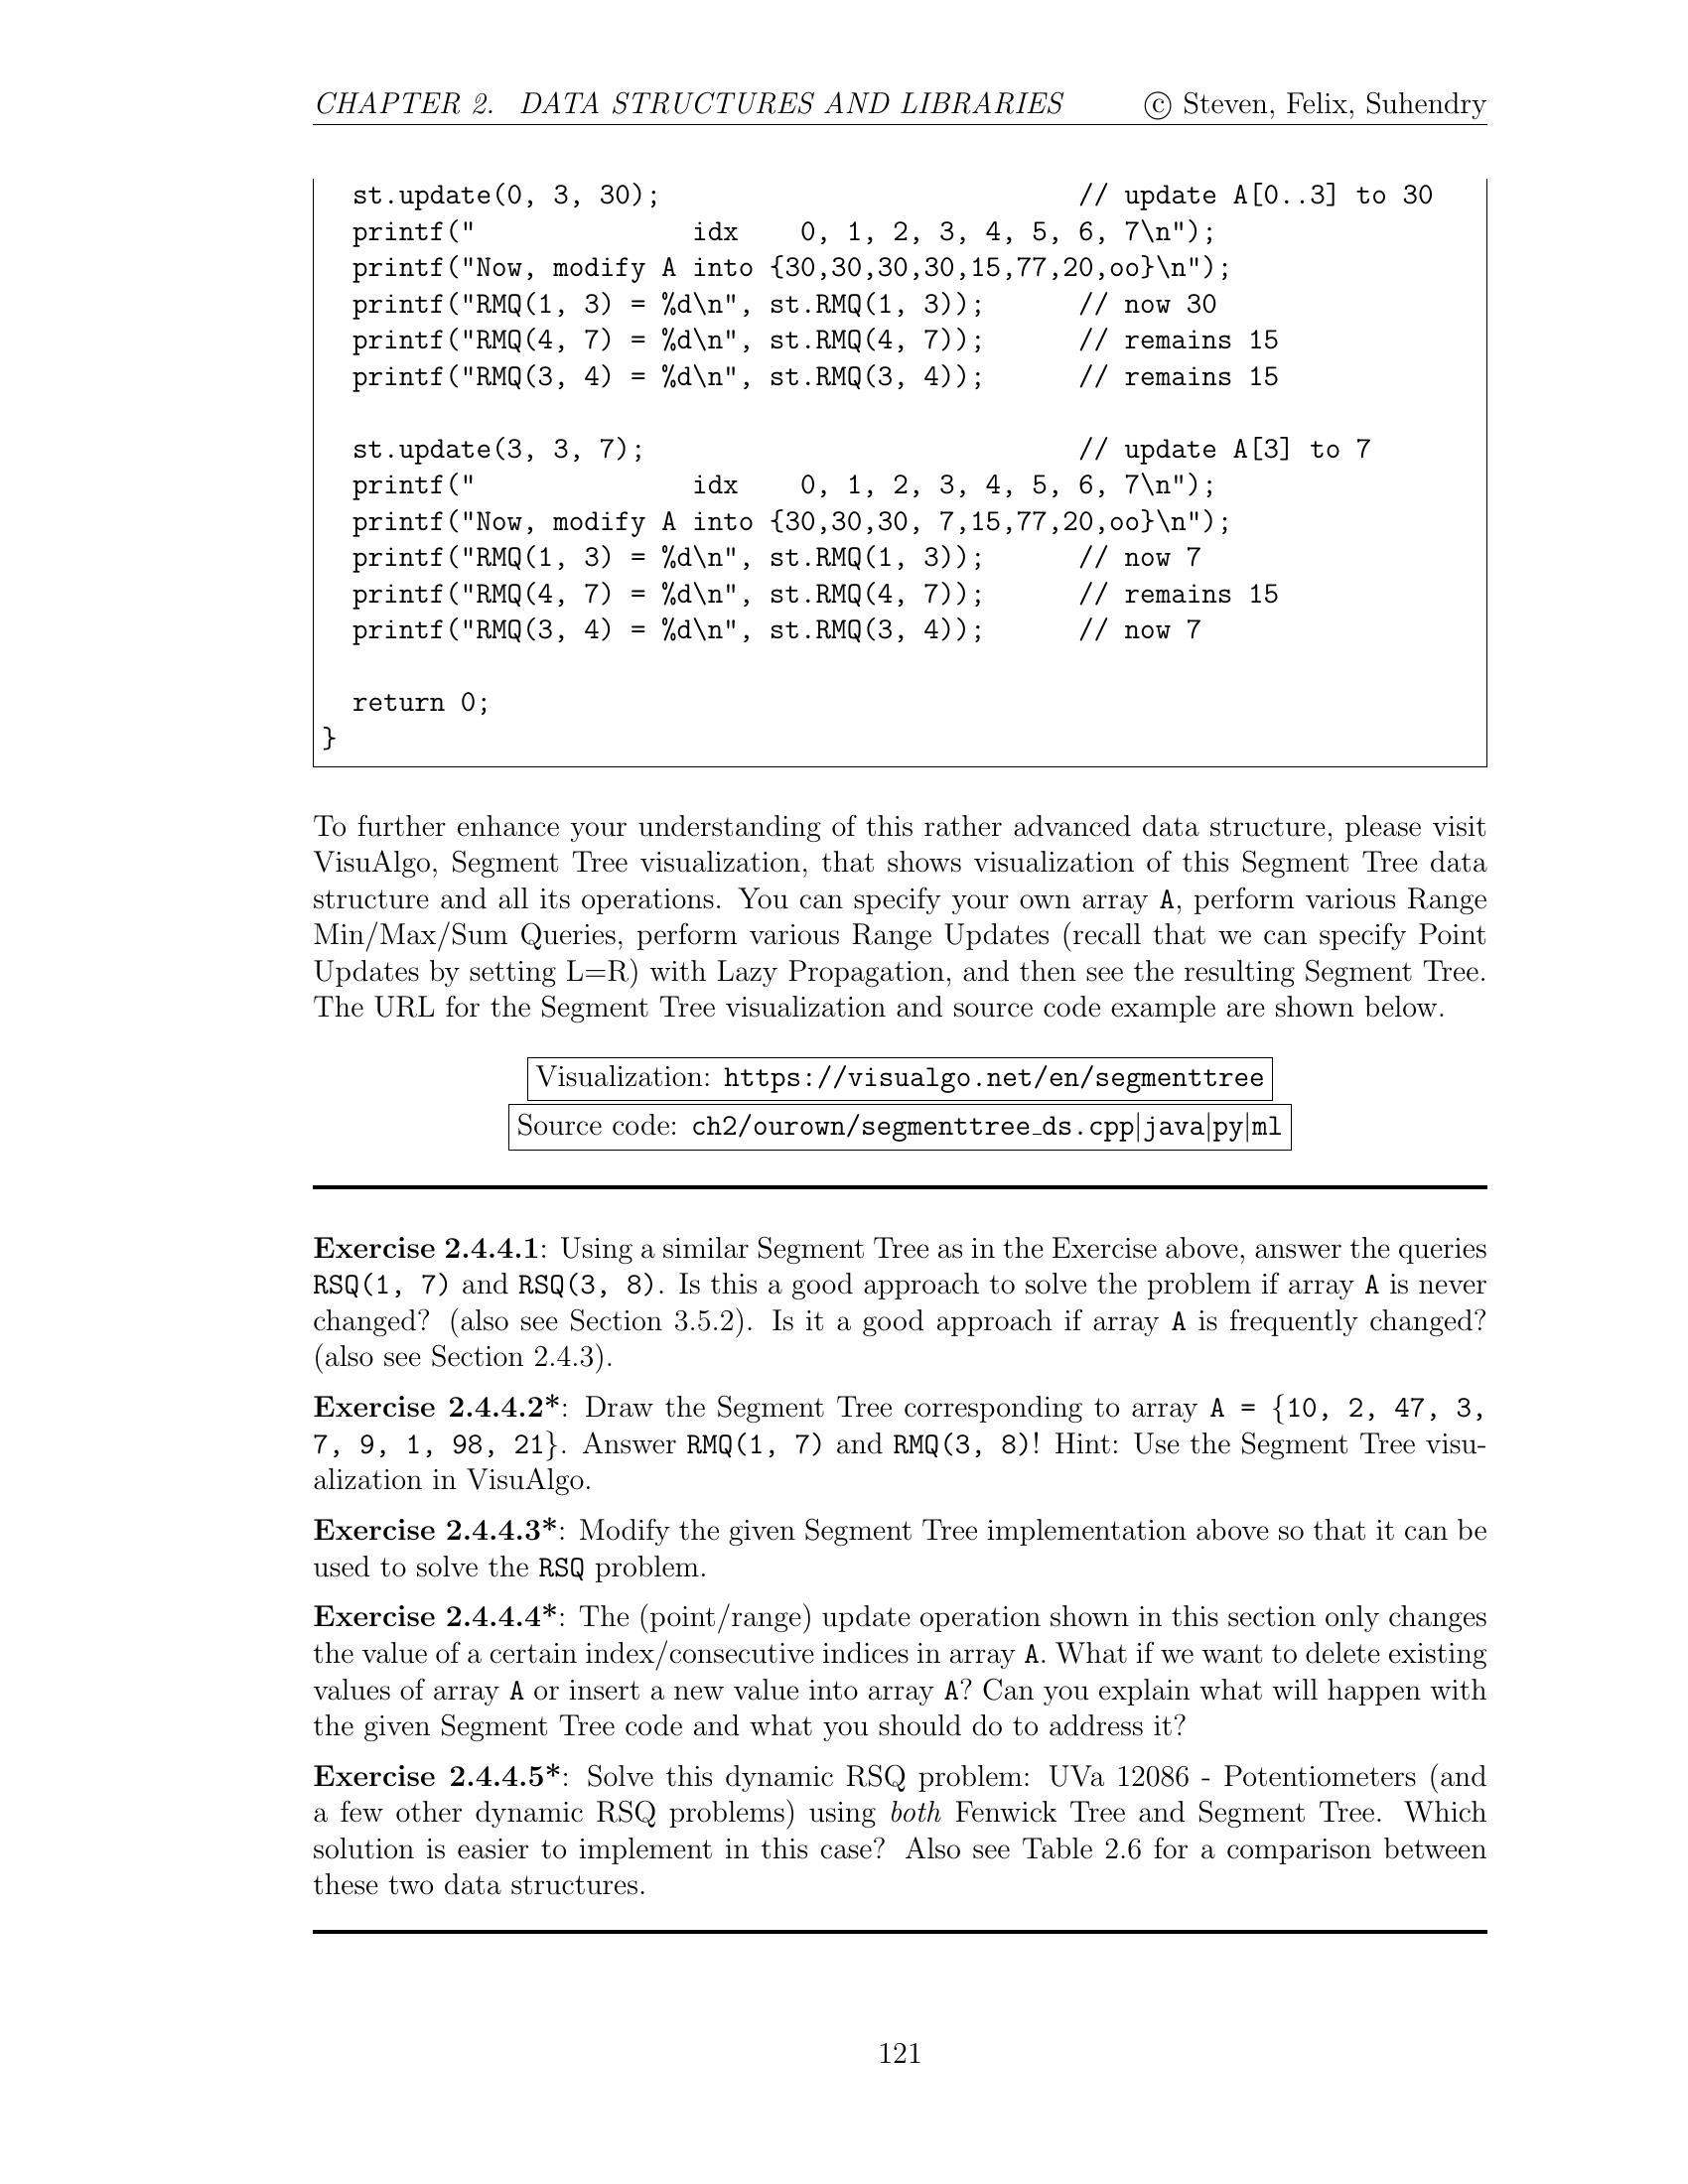 CHAPTER 2. DATA STRUCTURES AND LIBRARIES © Steven, Felix, Suhendry
st.update(0, 3, 30); // update A[0..3] to 30
printf("              idx    0, 1, 2, 3, 4, 5, 6, 7\n");
printf("Now, modify A into {30,30,30,30,15,77,20,oo}\n");
printf("RMQ(1, 3) = %d\n", st.RMQ(1, 3)); // now 30
printf("RMQ(4, 7) = %d\n", st.RMQ(4, 7)); // remains 15
printf("RMQ(3, 4) = %d\n", st.RMQ(3, 4)); // remains 15
st.update(3, 3, 7); // update A[3] to 7
printf("              idx    0, 1, 2, 3, 4, 5, 6, 7\n");
printf("Now, modify A into {30,30,30, 7,15,77,20,oo}\n");
printf("RMQ(1, 3) = %d\n", st.RMQ(1, 3)); // now 7
printf("RMQ(4, 7) = %d\n", st.RMQ(4, 7)); // remains 15
printf("RMQ(3, 4) = %d\n", st.RMQ(3, 4)); // now 7
return 0;
}
To further enhance your understanding of this rather advanced data structure, please visit
VisuAlgo, Segment Tree visualization, that shows visualization of this Segment Tree data
structure and all its operations. You can specify your own array A, perform various Range
Min/Max/Sum Queries, perform various Range Updates (recall that we can specify Point
Updates by setting L=R) with Lazy Propagation, and then see the resulting Segment Tree.
The URL for the Segment Tree visualization and source code example are shown below.
Visualization: https://visualgo.net/en/segmenttree
Source code: ch2/ourown/segmenttree_ds.cpp|java|py|ml
Exercise 2.4.4.1: Using a similar Segment Tree as in the Exercise above, answer the queries
RSQ(1, 7) and RSQ(3, 8). Is this a good approach to solve the problem if array A is never
changed? (also see Section 3.5.2). Is it a good approach if array A is frequently changed?
(also see Section 2.4.3).
Exercise 2.4.4.2*: Draw the Segment Tree corresponding to array A = {10, 2, 47, 3,
7, 9, 1, 98, 21}. Answer RMQ(1, 7) and RMQ(3, 8)! Hint: Use the Segment Tree visu-
alization in VisuAlgo.
Exercise 2.4.4.3*: Modify the given Segment Tree implementation above so that it can be
used to solve the RSQ problem.
Exercise 2.4.4.4*: The (point/range) update operation shown in this section only changes
the value of a certain index/consecutive indices in array A. What if we want to delete existing
values of array A or insert a new value into array A? Can you explain what will happen with
the given Segment Tree code and what you should do to address it?
Exercise 2.4.4.5*: Solve this dynamic RSQ problem: UVa 12086 - Potentiometers (and
a few other dynamic RSQ problems) using both Fenwick Tree and Segment Tree. Which
solution is easier to implement in this case? Also see Table 2.6 for a comparison between
these two data structures.
121